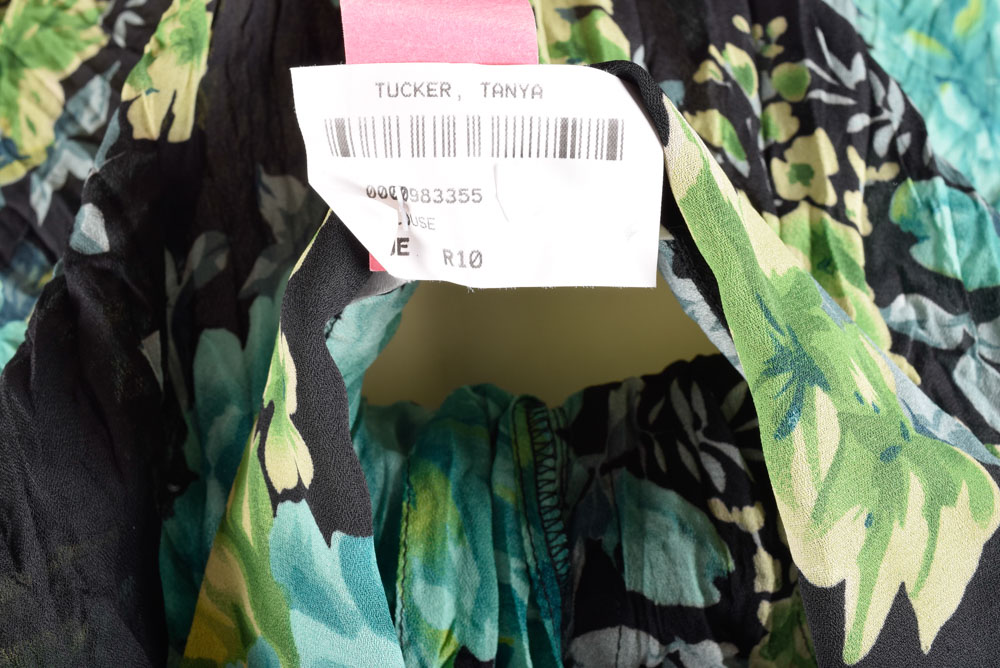 TUCKER, TANYA
0000983355
USE
R10